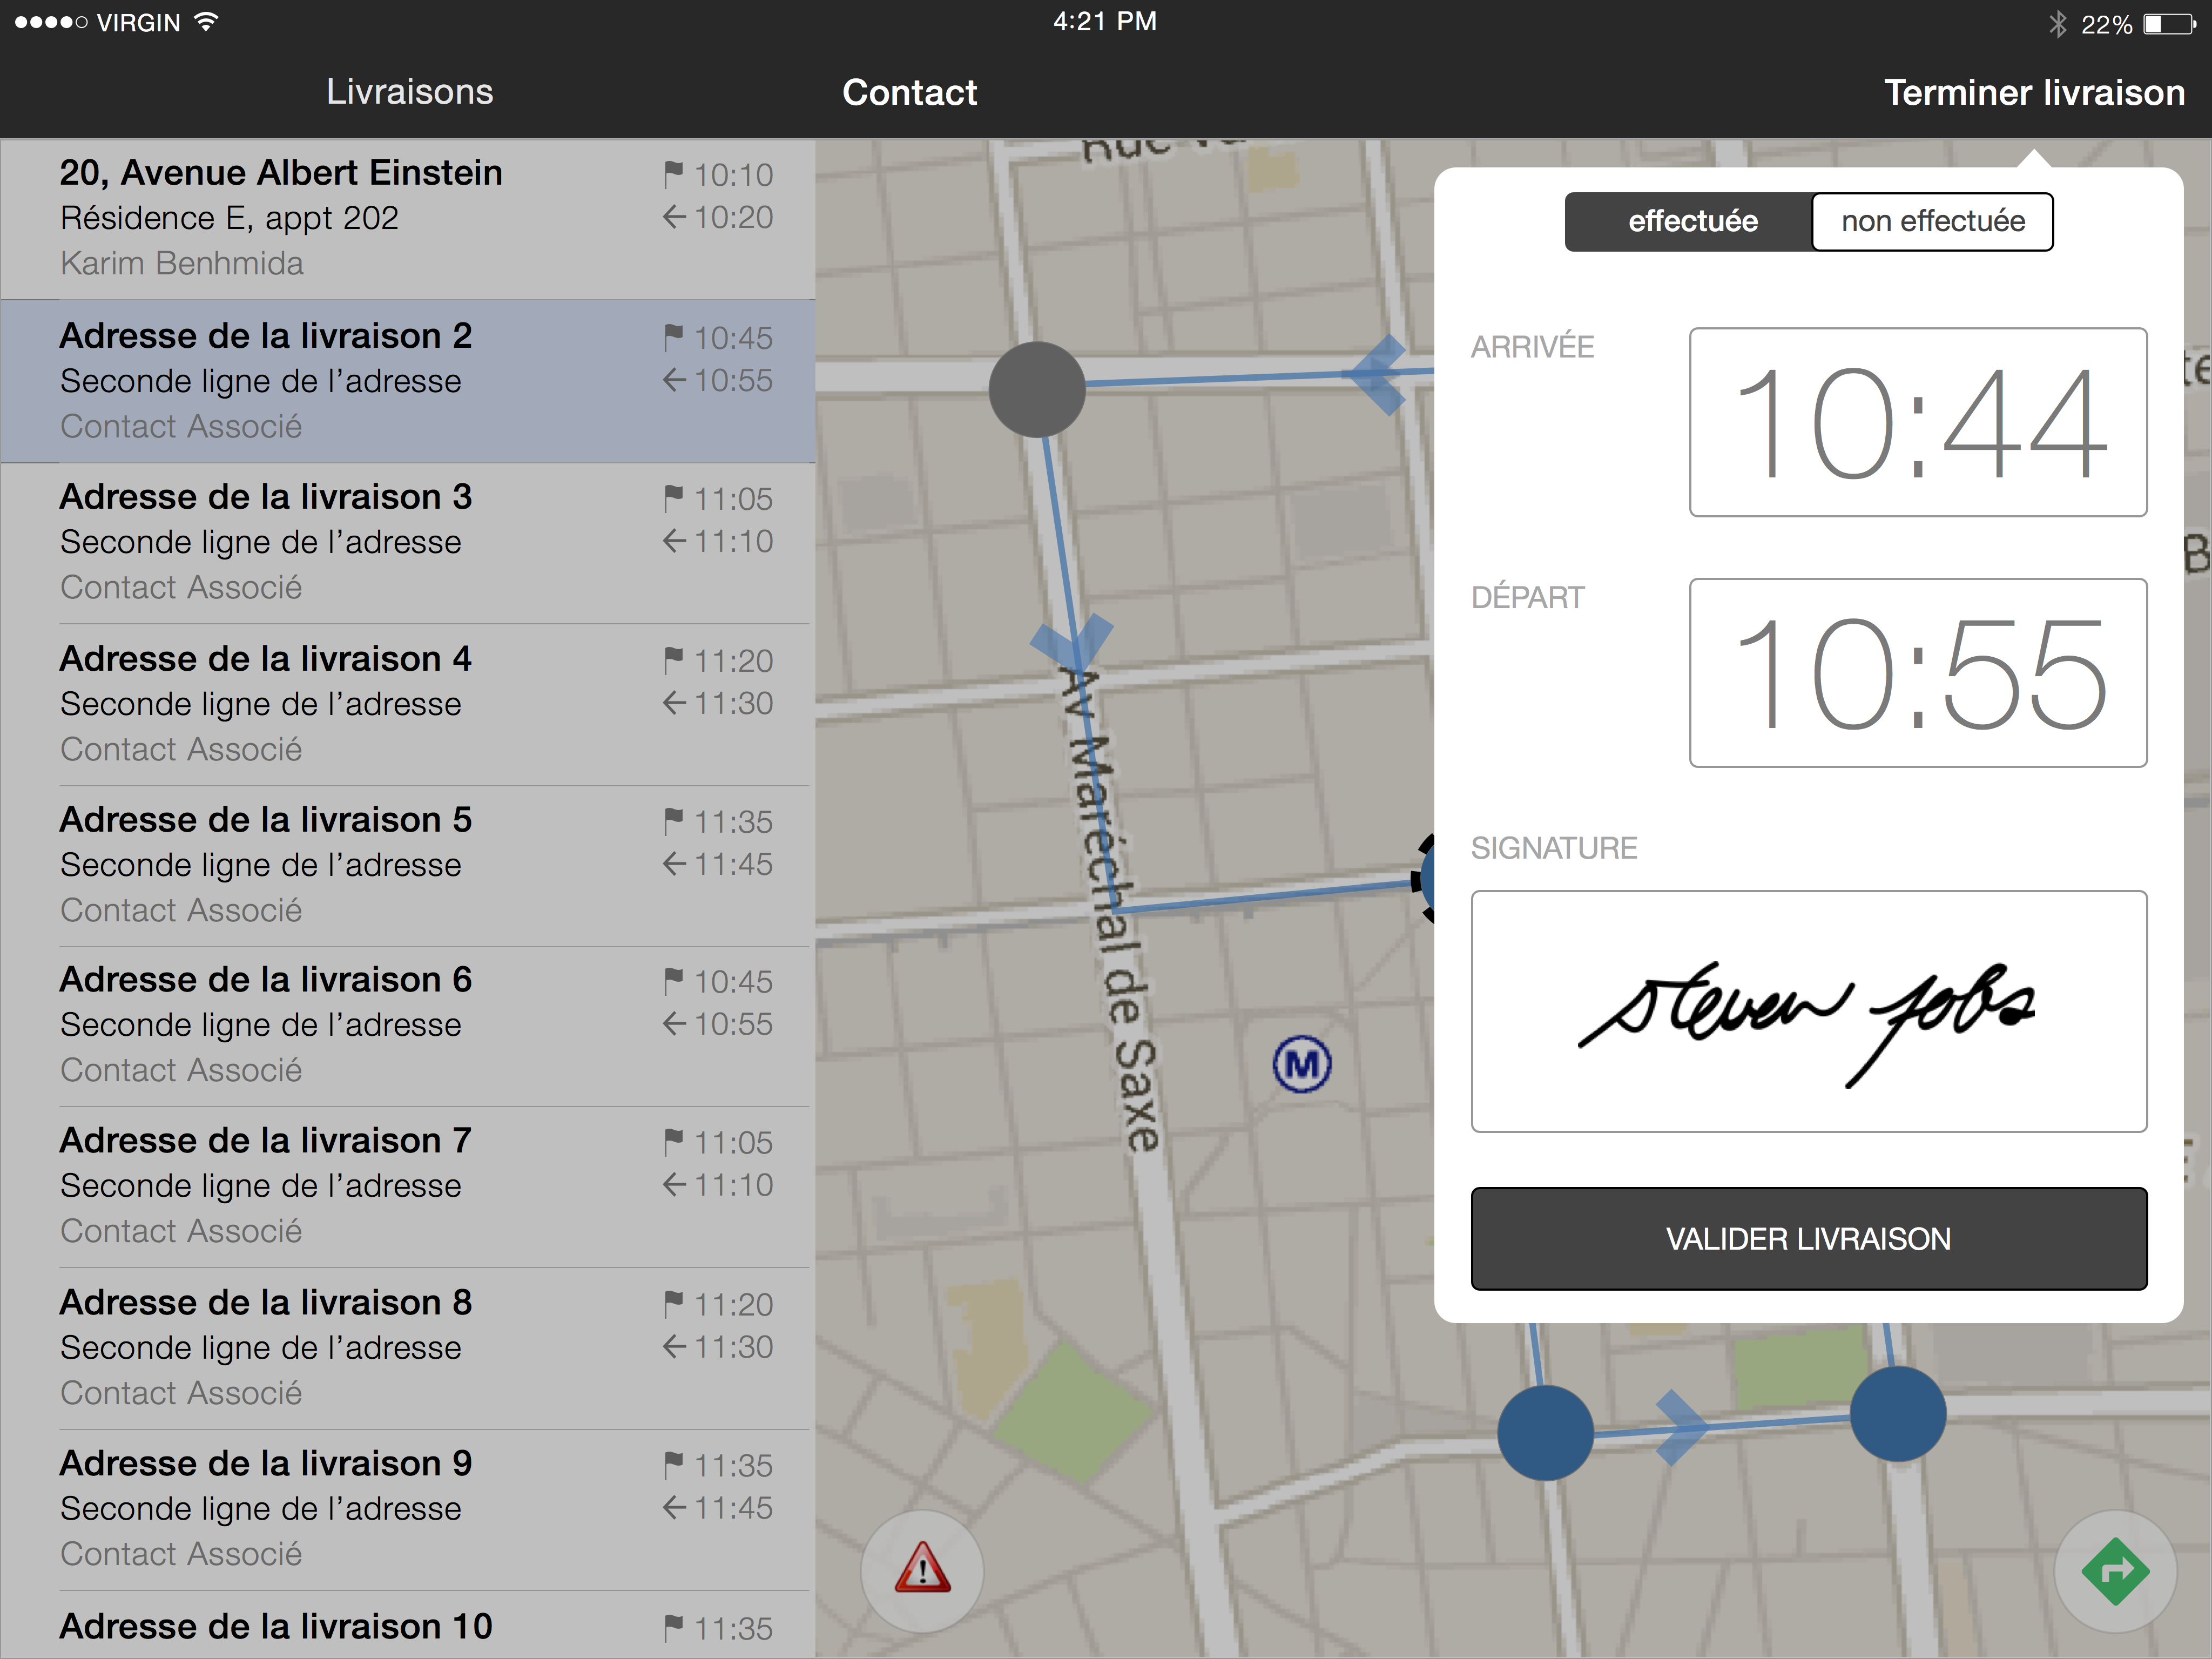 VIRGIN
4:21 PM
22%
Livraisons
Contact
Terminer livraison
20, Avenue Albert Einstein
10:10
Résidence E, appt 202
10:20
Karim Benhmida
Adresse de la livraison 2
10:45
Seconde ligne de l’adresse
10:55
Contact Associé
Adresse de la livraison 3
11:05
Seconde ligne de l’adresse
11:10
Contact Associé
Adresse de la livraison 4
11:20
Seconde ligne de l’adresse
11:30
Contact Associé
Adresse de la livraison 5
11:35
Seconde ligne de l’adresse
11:45
Contact Associé
Adresse de la livraison 6
10:45
Seconde ligne de l’adresse
10:55
Contact Associé
Adresse de la livraison 7
11:05
Seconde ligne de l’adresse
11:10
Contact Associé
Adresse de la livraison 8
11:20
Seconde ligne de l’adresse
11:30
Contact Associé
Adresse de la livraison 9
11:35
Seconde ligne de l’adresse
11:45
Contact Associé
Adresse de la livraison 10
11:35
Rue
Av Maréchal de Saxe
M
effectuée
non effectuée
ARRIVÉE
10:44
DÉPART
10:55
SIGNATURE
steven jobs
VALIDER LIVRAISON